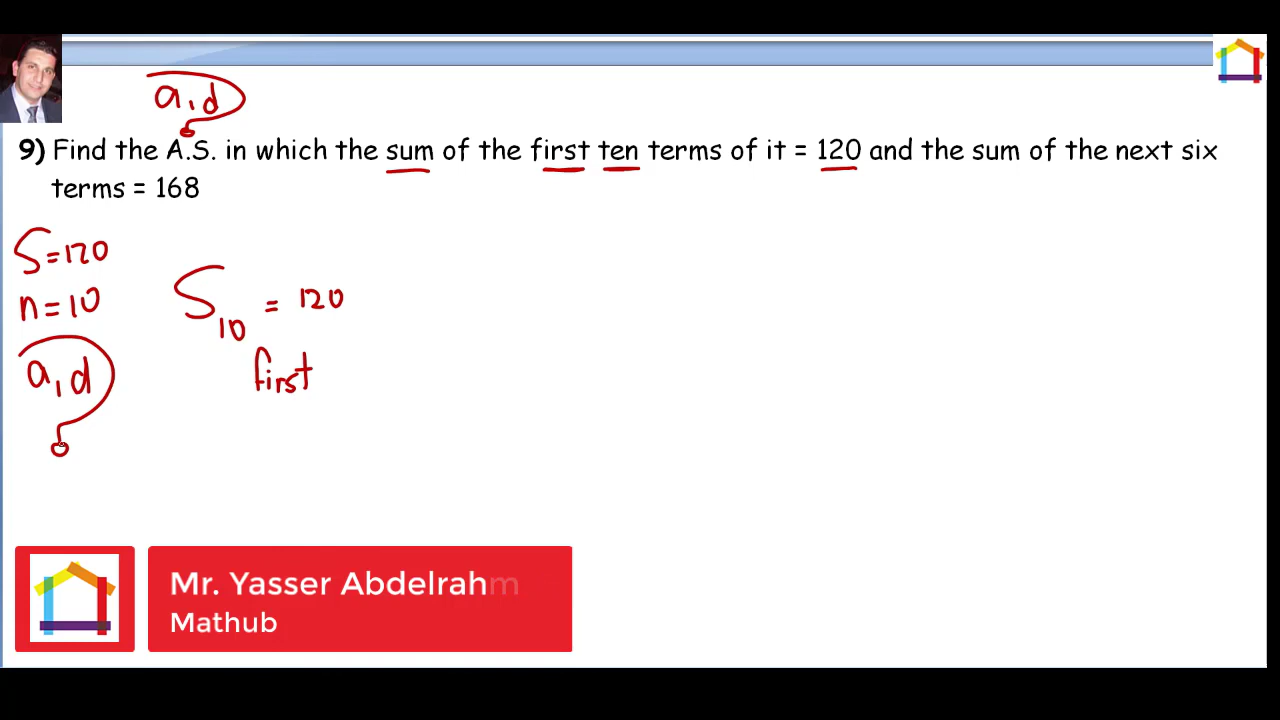 a, d
9) Find the A.S. in which the sum of the first ten terms of it = 120 and the sum of the next six
terms = 168
S = 120
n = 10
a, d
S10 = 120
first
Mr. Yasser Abdelrahm
Mathub